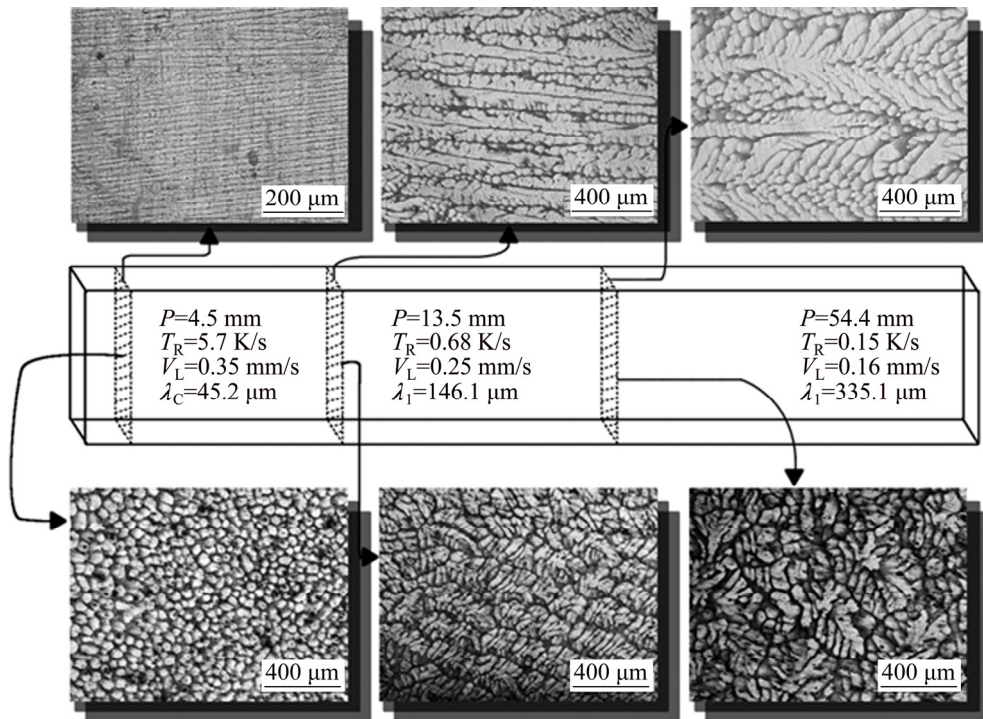 200 μm
400 μm
400 μm
P=4.5 mm
T_R=5.7 K/s
V_L=0.35 mm/s
λ_C=45.2 μm
P=13.5 mm
T_R=0.68 K/s
V_L=0.25 mm/s
λ_1=146.1 μm
P=54.4 mm
T_R=0.15 K/s
V_L=0.16 mm/s
λ_1=335.1 μm
400 μm
400 μm
400 μm